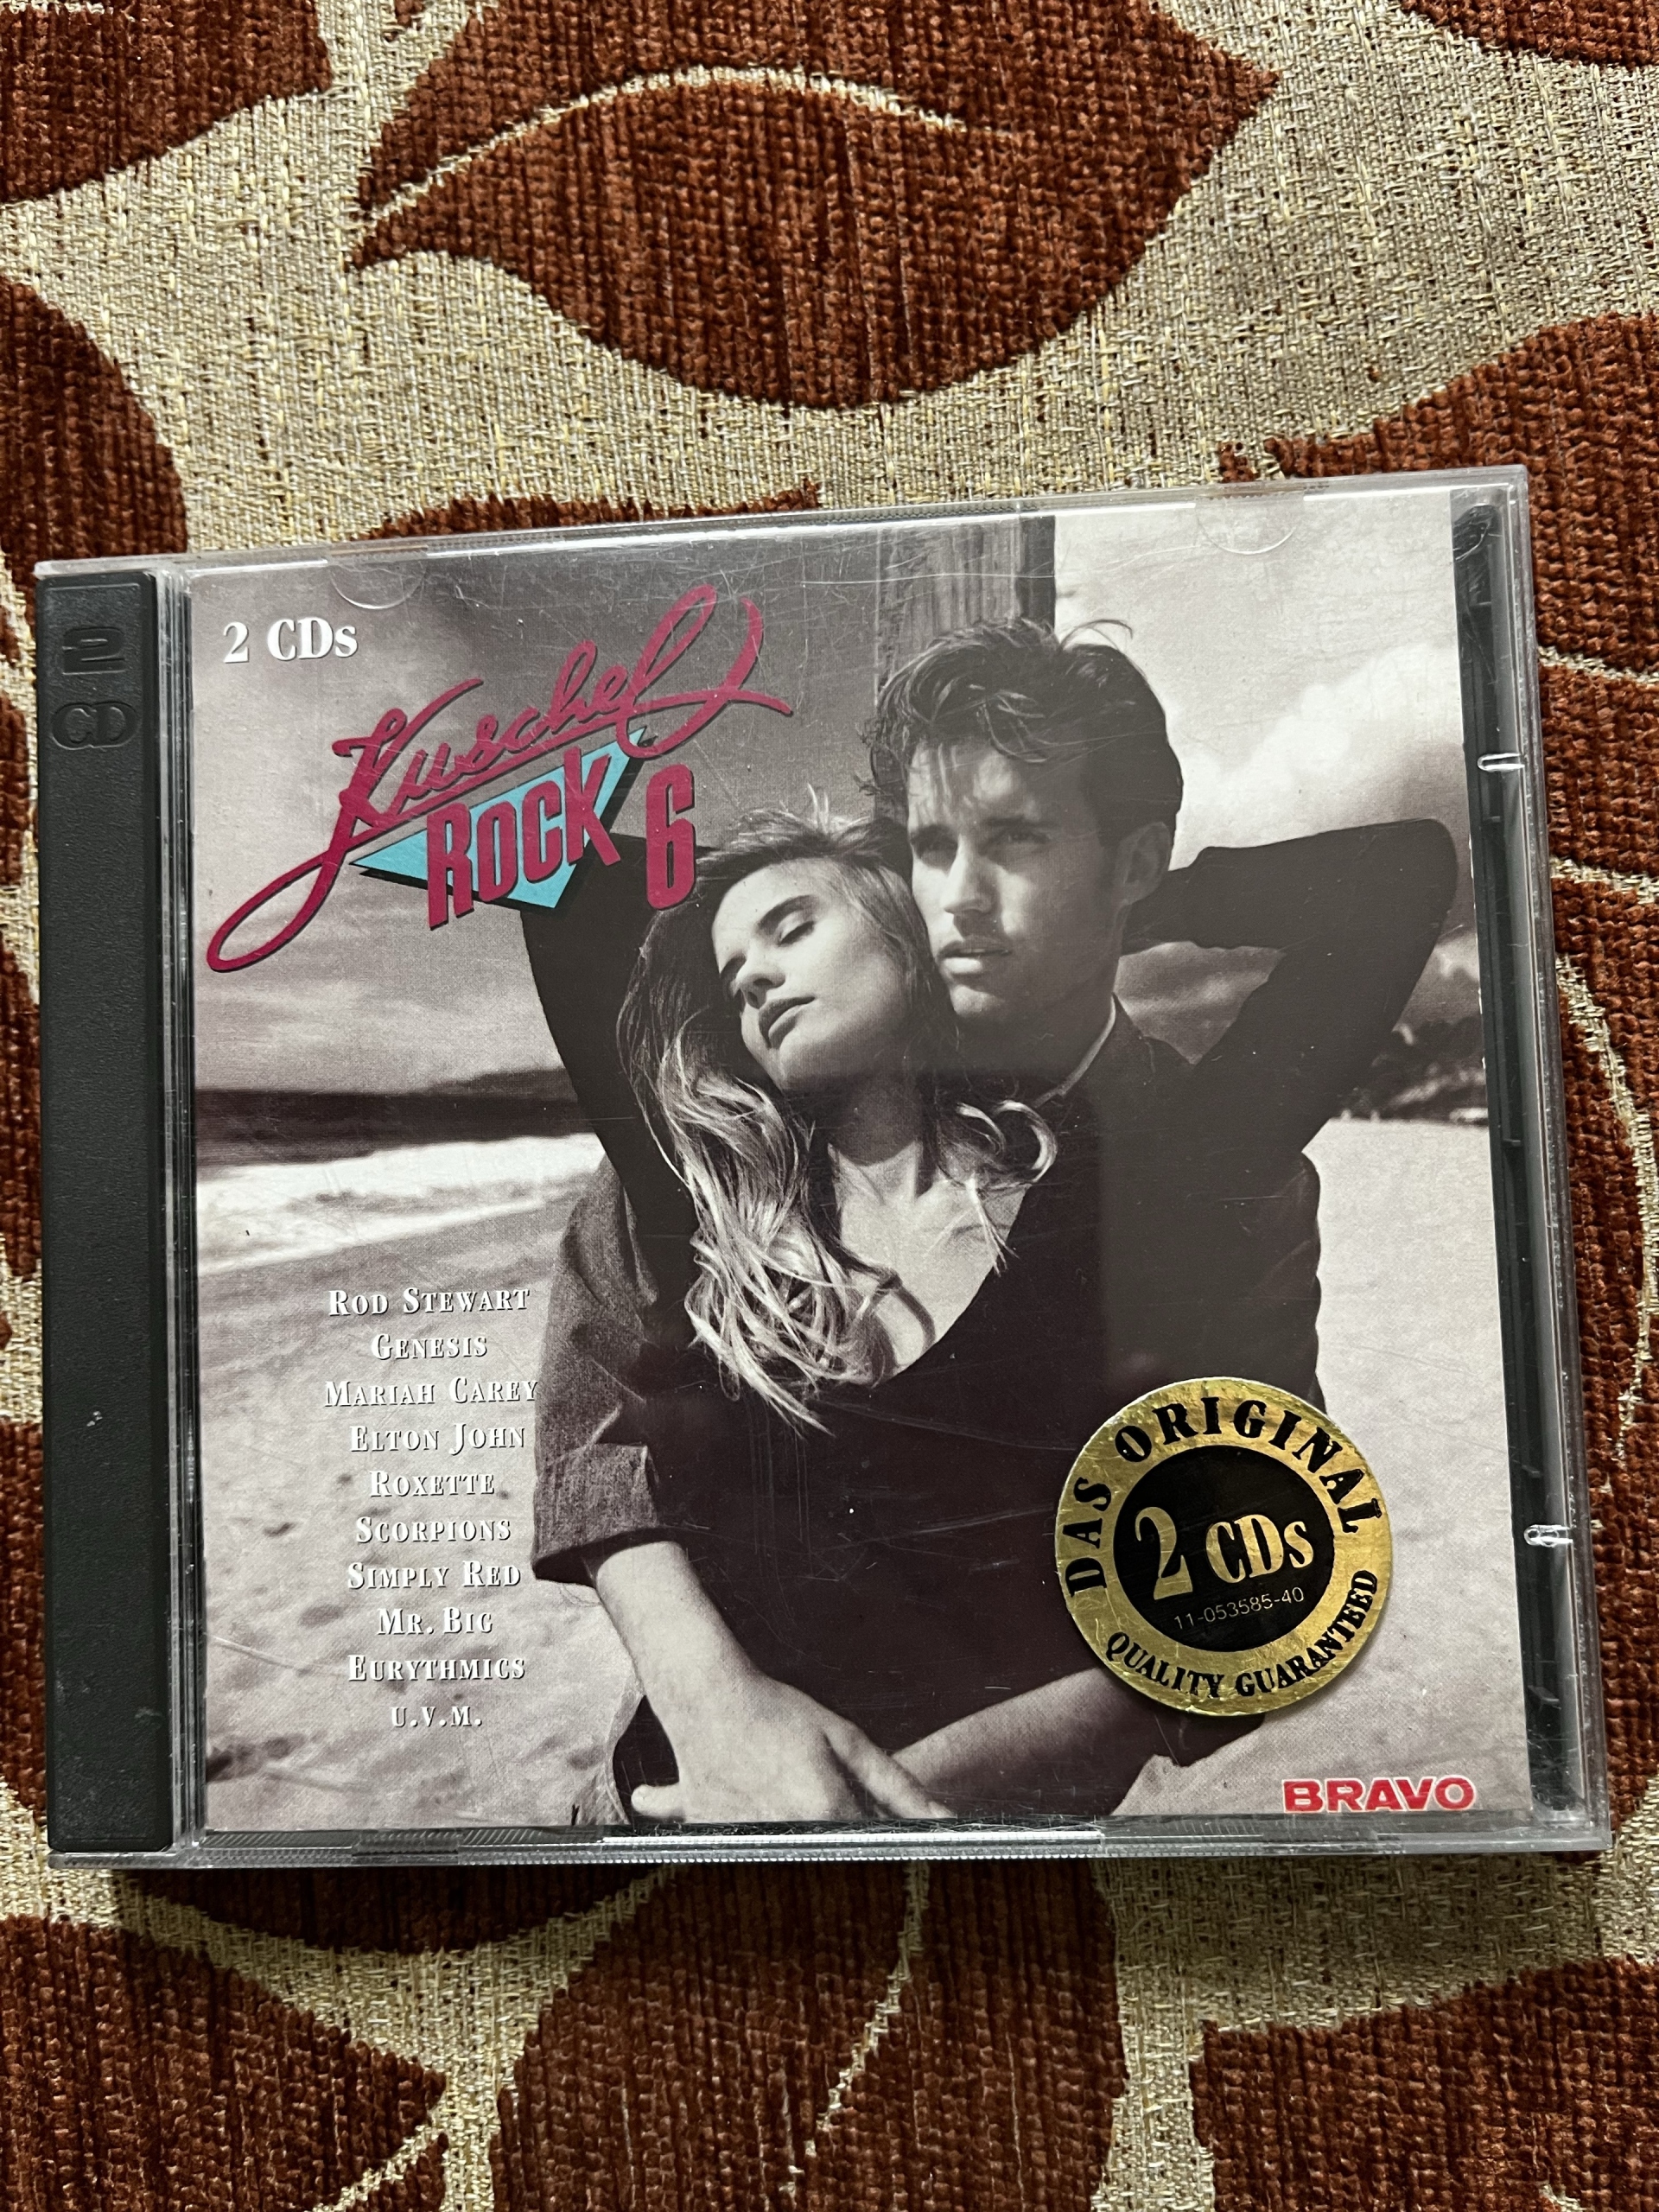 2
CD
2 CDs
Kuschel
ROCK 6
ROD STEWART
GENESIS
MARIAH CAREY
ELTON JOHN
ROXETTE
SCORPIONS
SIMPLY RED
MR. BIG
EURYTHMICS
U.V.M.
DAS ORIGINAL
2 CDs
11-053585-40
QUALITY GUARANTEED
BRAVO